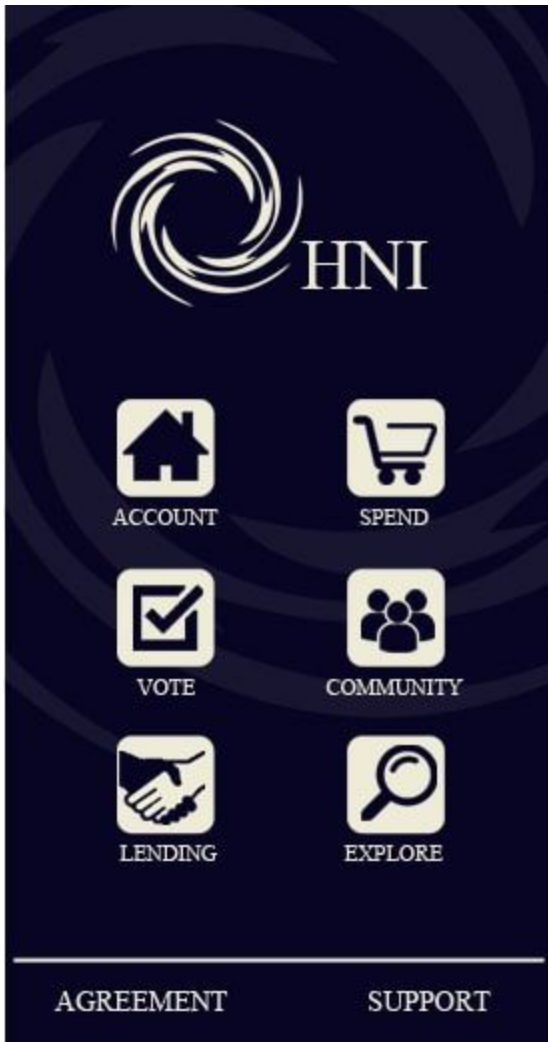 HNI
ACCOUNT SPEND
VOTE COMMUNITY
LENDING EXPLORE
AGREEMENT SUPPORT